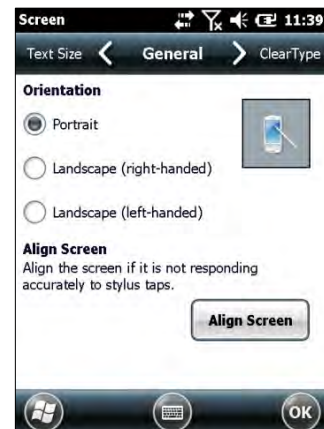 Screen 11:39
Text Size General ClearType
Orientation
Portrait
Landscape (right-handed)
Landscape (left-handed)
Align Screen
Align the screen if it is not responding
accurately to stylus taps.
Align Screen
OK